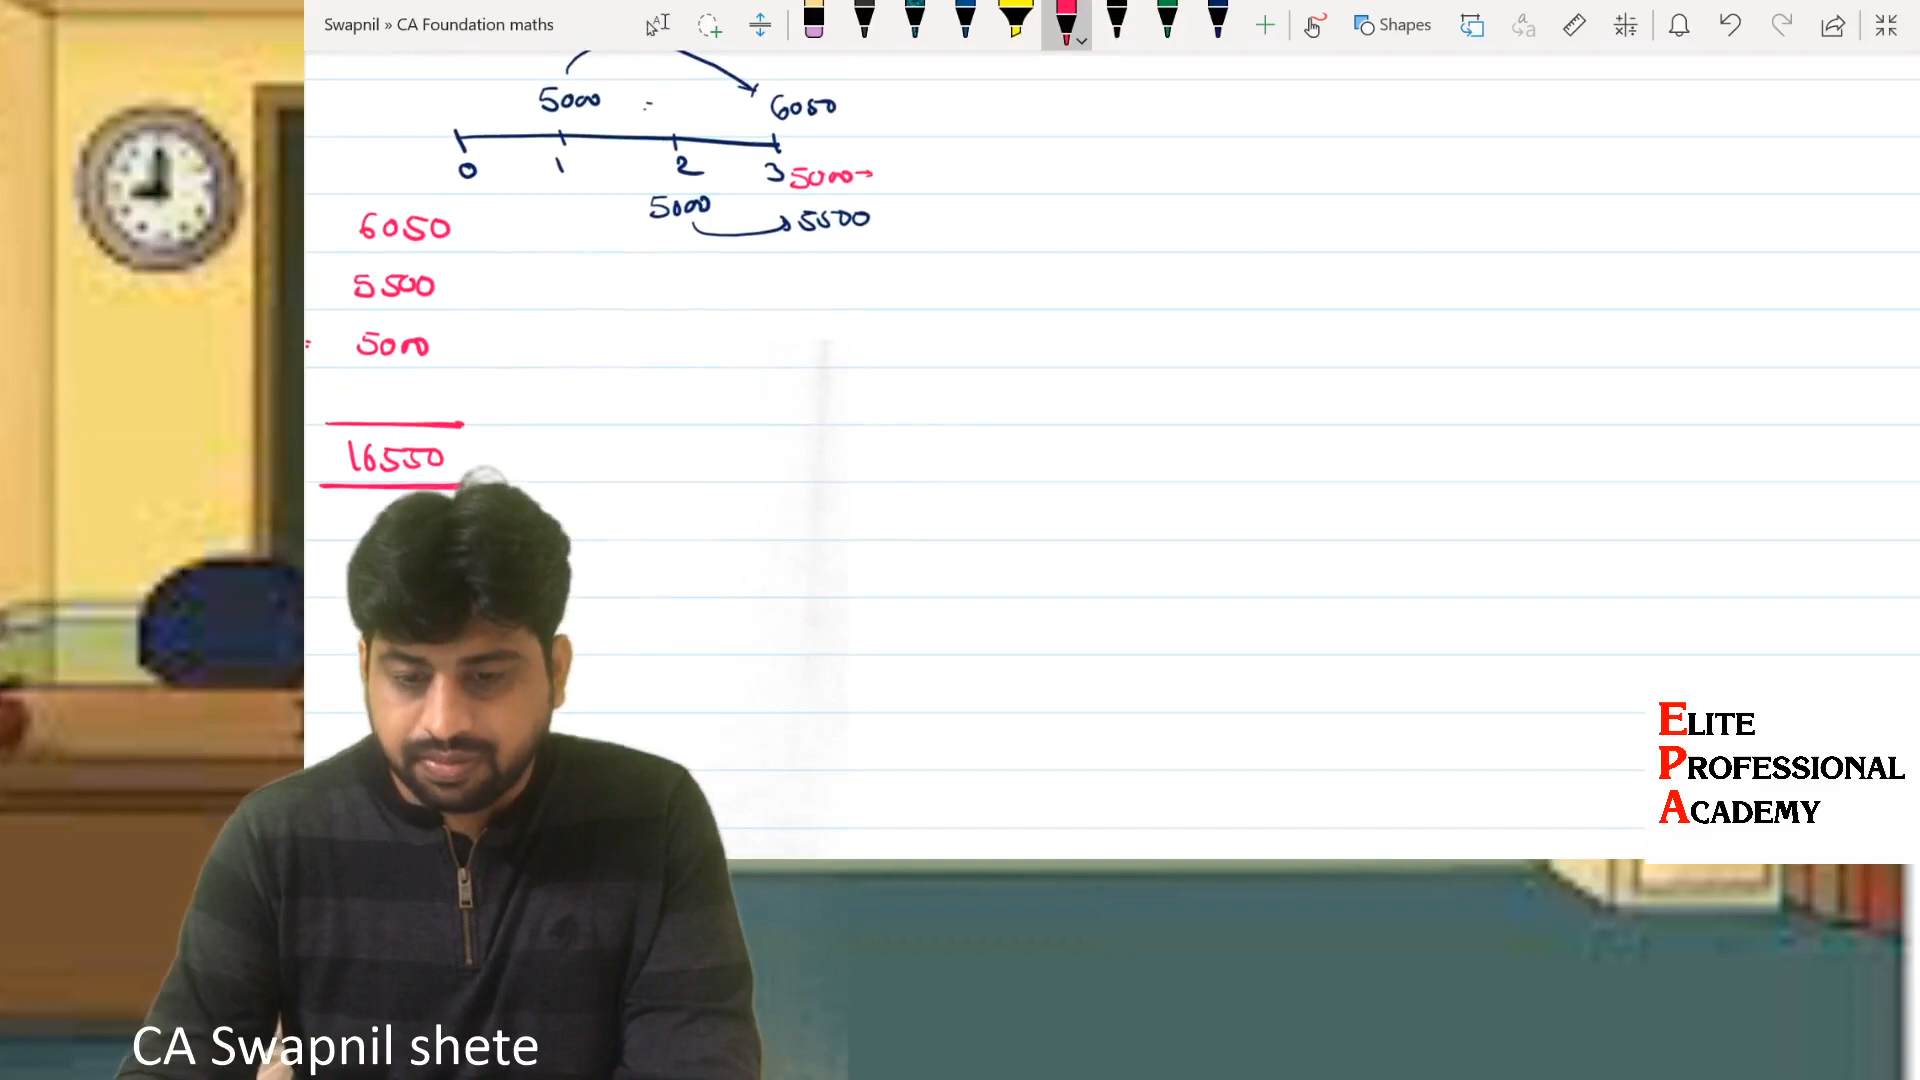 Swapnil » CA Foundation maths
Shapes
5000
6050
0 1 2 3 5000→
5000 5500
6050
5500
5000
16550
ELITE
PROFESSIONAL
ACADEMY
CA Swapnil shete